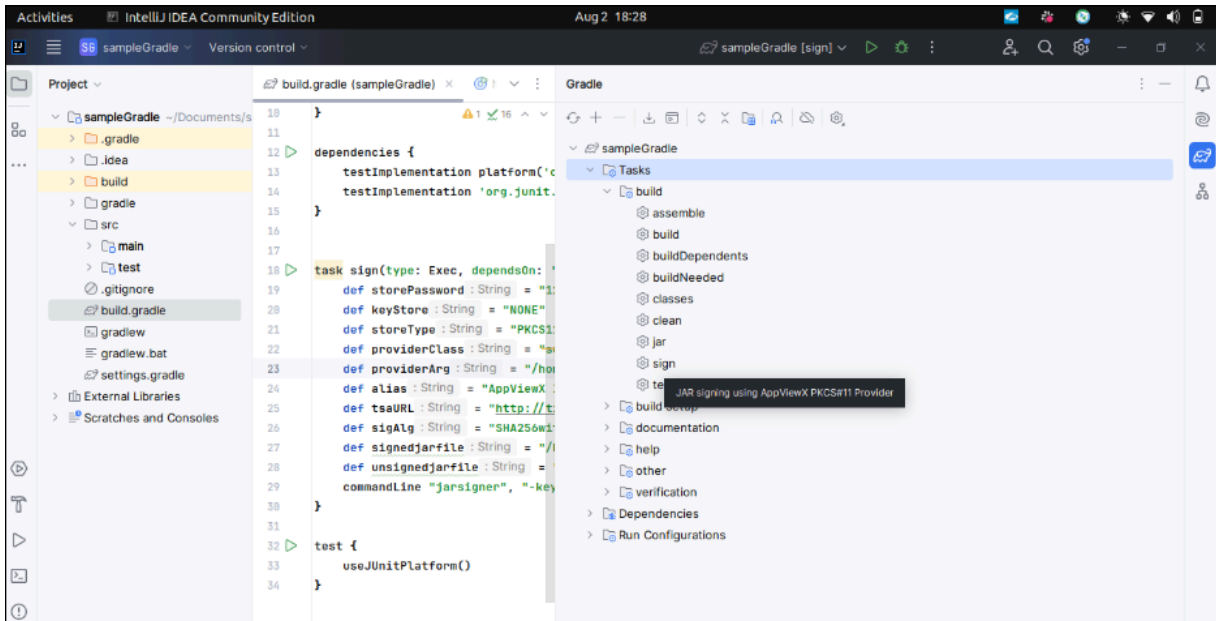 Activities IntelliJ IDEA Community Edition Aug 2 18:28
SG sampleGradle Version control sampleGradle [sign]
Project
sampleGradle ~/Documents/s
.gradle
.idea
build
gradle
src
main
test
.gitignore
build.gradle
gradlew
gradlew.bat
settings.gradle
External Libraries
Scratches and Consoles
build.gradle (sampleGradle)
1 16
10 }
11
12 dependencies {
13 testImplementation platform('
14 testImplementation 'org.junit.
15 }
16
17
18 task sign(type: Exec, dependsOn:
19 def storePassword : String = "1
20 def keyStore : String = "NONE"
21 def storeType : String = "PKCS1
22 def providerClass : String = "
23 def providerArg : String = "/ho
24 def alias : String = "AppViewX
25 def tsaURL : String = "http://t
26 def sigAlg : String = "SHA256wi
27 def signedjarfile : String = "/
28 def unsignedjarfile : String =
29 commandLine "jarsigner", "-key
30 }
31
32 test {
33 useJUnitPlatform()
34 }
Gradle
sampleGradle
Tasks
build
assemble
build
buildDependents
buildNeeded
classes
clean
jar
sign
te
JAR signing using AppViewX PKCS#11 Provider
build setup
documentation
help
other
verification
Dependencies
Run Configurations